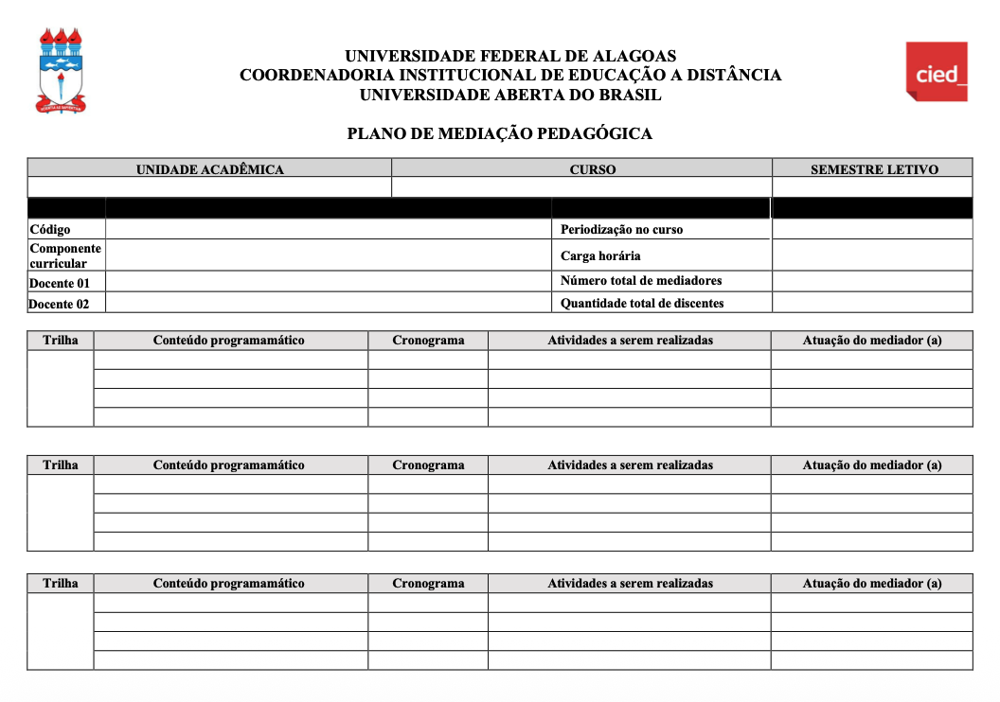 UNIVERSIDADE FEDERAL DE ALAGOAS
COORDENADORIA INSTITUCIONAL DE EDUCAÇÃO A DISTÂNCIA
UNIVERSIDADE ABERTA DO BRASIL
cied_
PLANO DE MEDIAÇÃO PEDAGÓGICA
UNIDADE ACADÊMICA CURSO SEMESTRE LETIVO
Código Periodização no curso
Componente
curricular Carga horária
Docente 01 Número total de mediadores
Docente 02 Quantidade total de discentes
Trilha Conteúdo programamático Cronograma Atividades a serem realizadas Atuação do mediador (a)
Trilha Conteúdo programamático Cronograma Atividades a serem realizadas Atuação do mediador (a)
Trilha Conteúdo programamático Cronograma Atividades a serem realizadas Atuação do mediador (a)